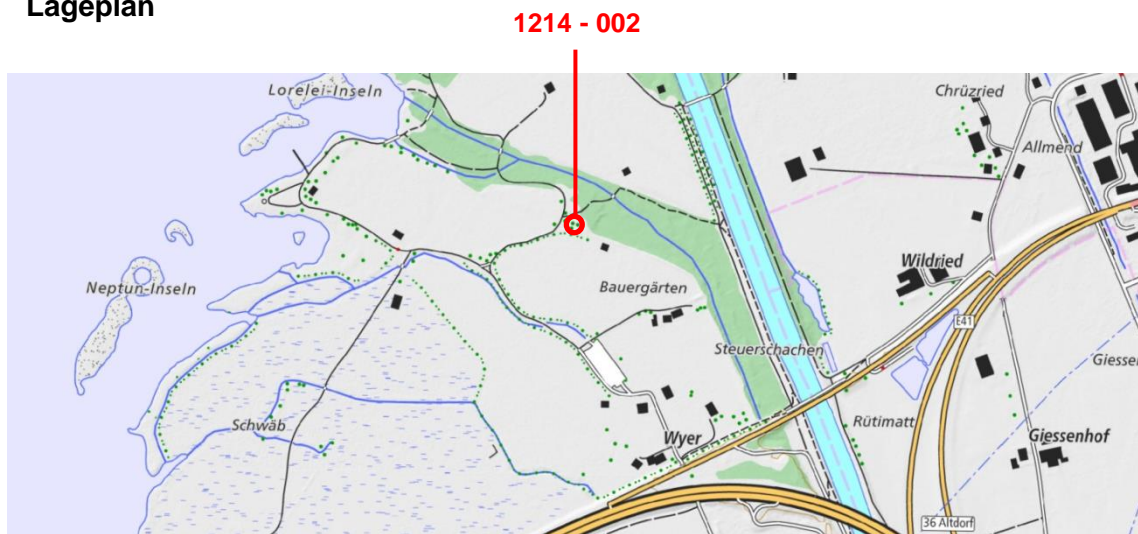 Lageplan
1214 - 002
Lorelei-Inseln
Chrüzried
Allmend
Neptun-Inseln
Bauergärten
Wildried
E41
Steuerschachen
Giesse
Schwäb
Wyer
Rütimatt
Giessenhof
36 Altdorf